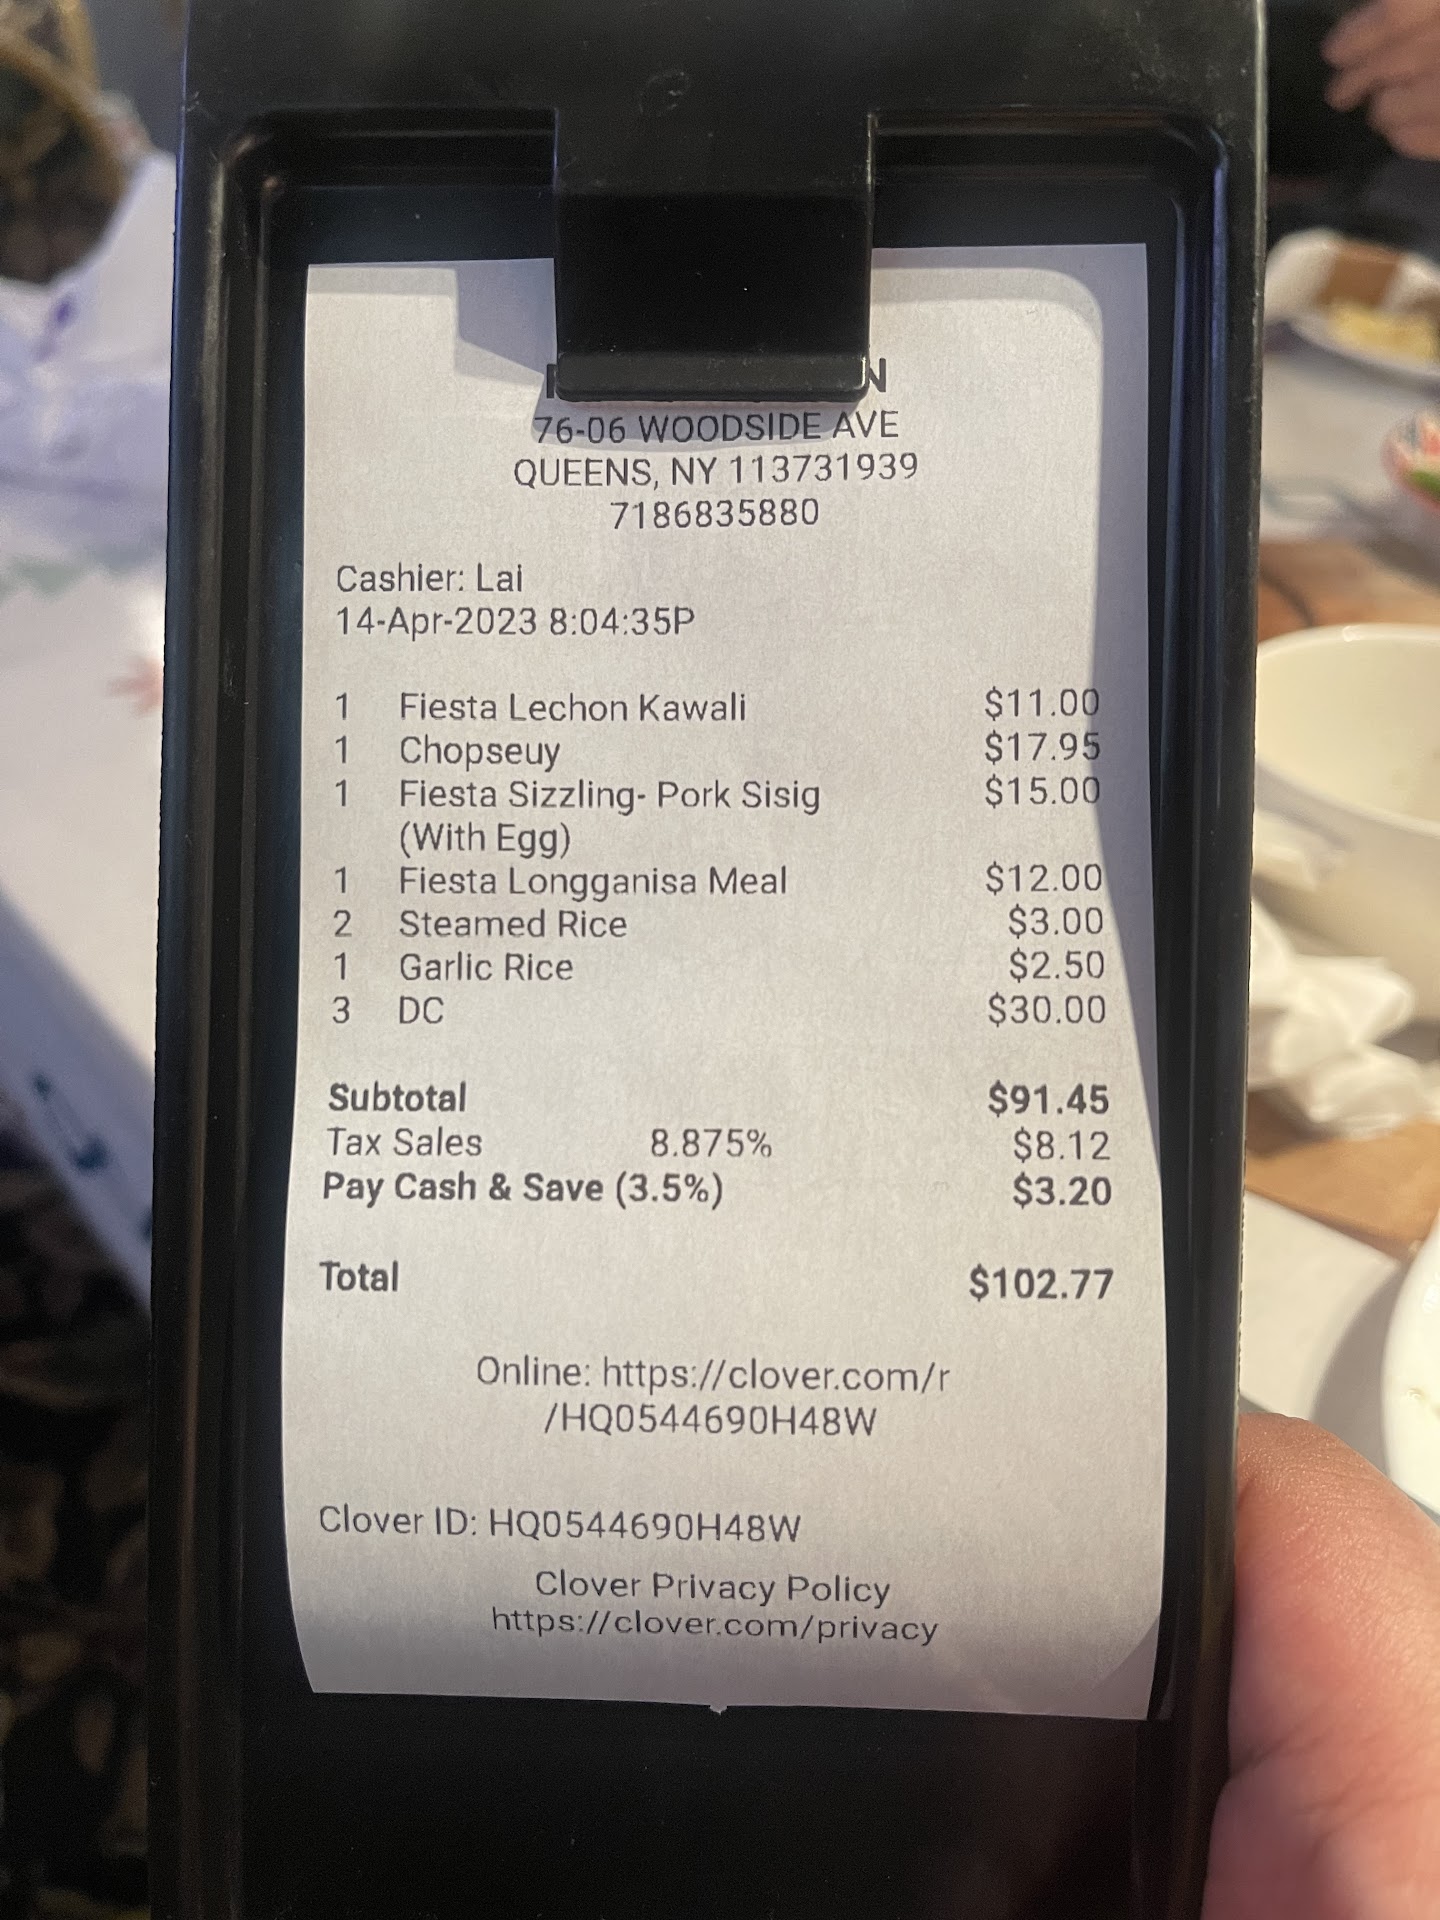 76-06 WOODSIDE AVE
QUEENS, NY 113731939
7186835880
Cashier: Lai
14-Apr-2023 8:04:35P
1 Fiesta Lechon Kawali $11.00
1 Chopseuy $17.95
1 Fiesta Sizzling- Pork Sisig $15.00
(With Egg)
1 Fiesta Longganisa Meal $12.00
2 Steamed Rice $3.00
1 Garlic Rice $2.50
3 DC $30.00
Subtotal $91.45
Tax Sales 8.875% $8.12
Pay Cash & Save (3.5%) $3.20
Total $102.77
Online: https://clover.com/r
/HQ0544690H48W
Clover ID: HQ0544690H48W
Clover Privacy Policy
https://clover.com/privacy